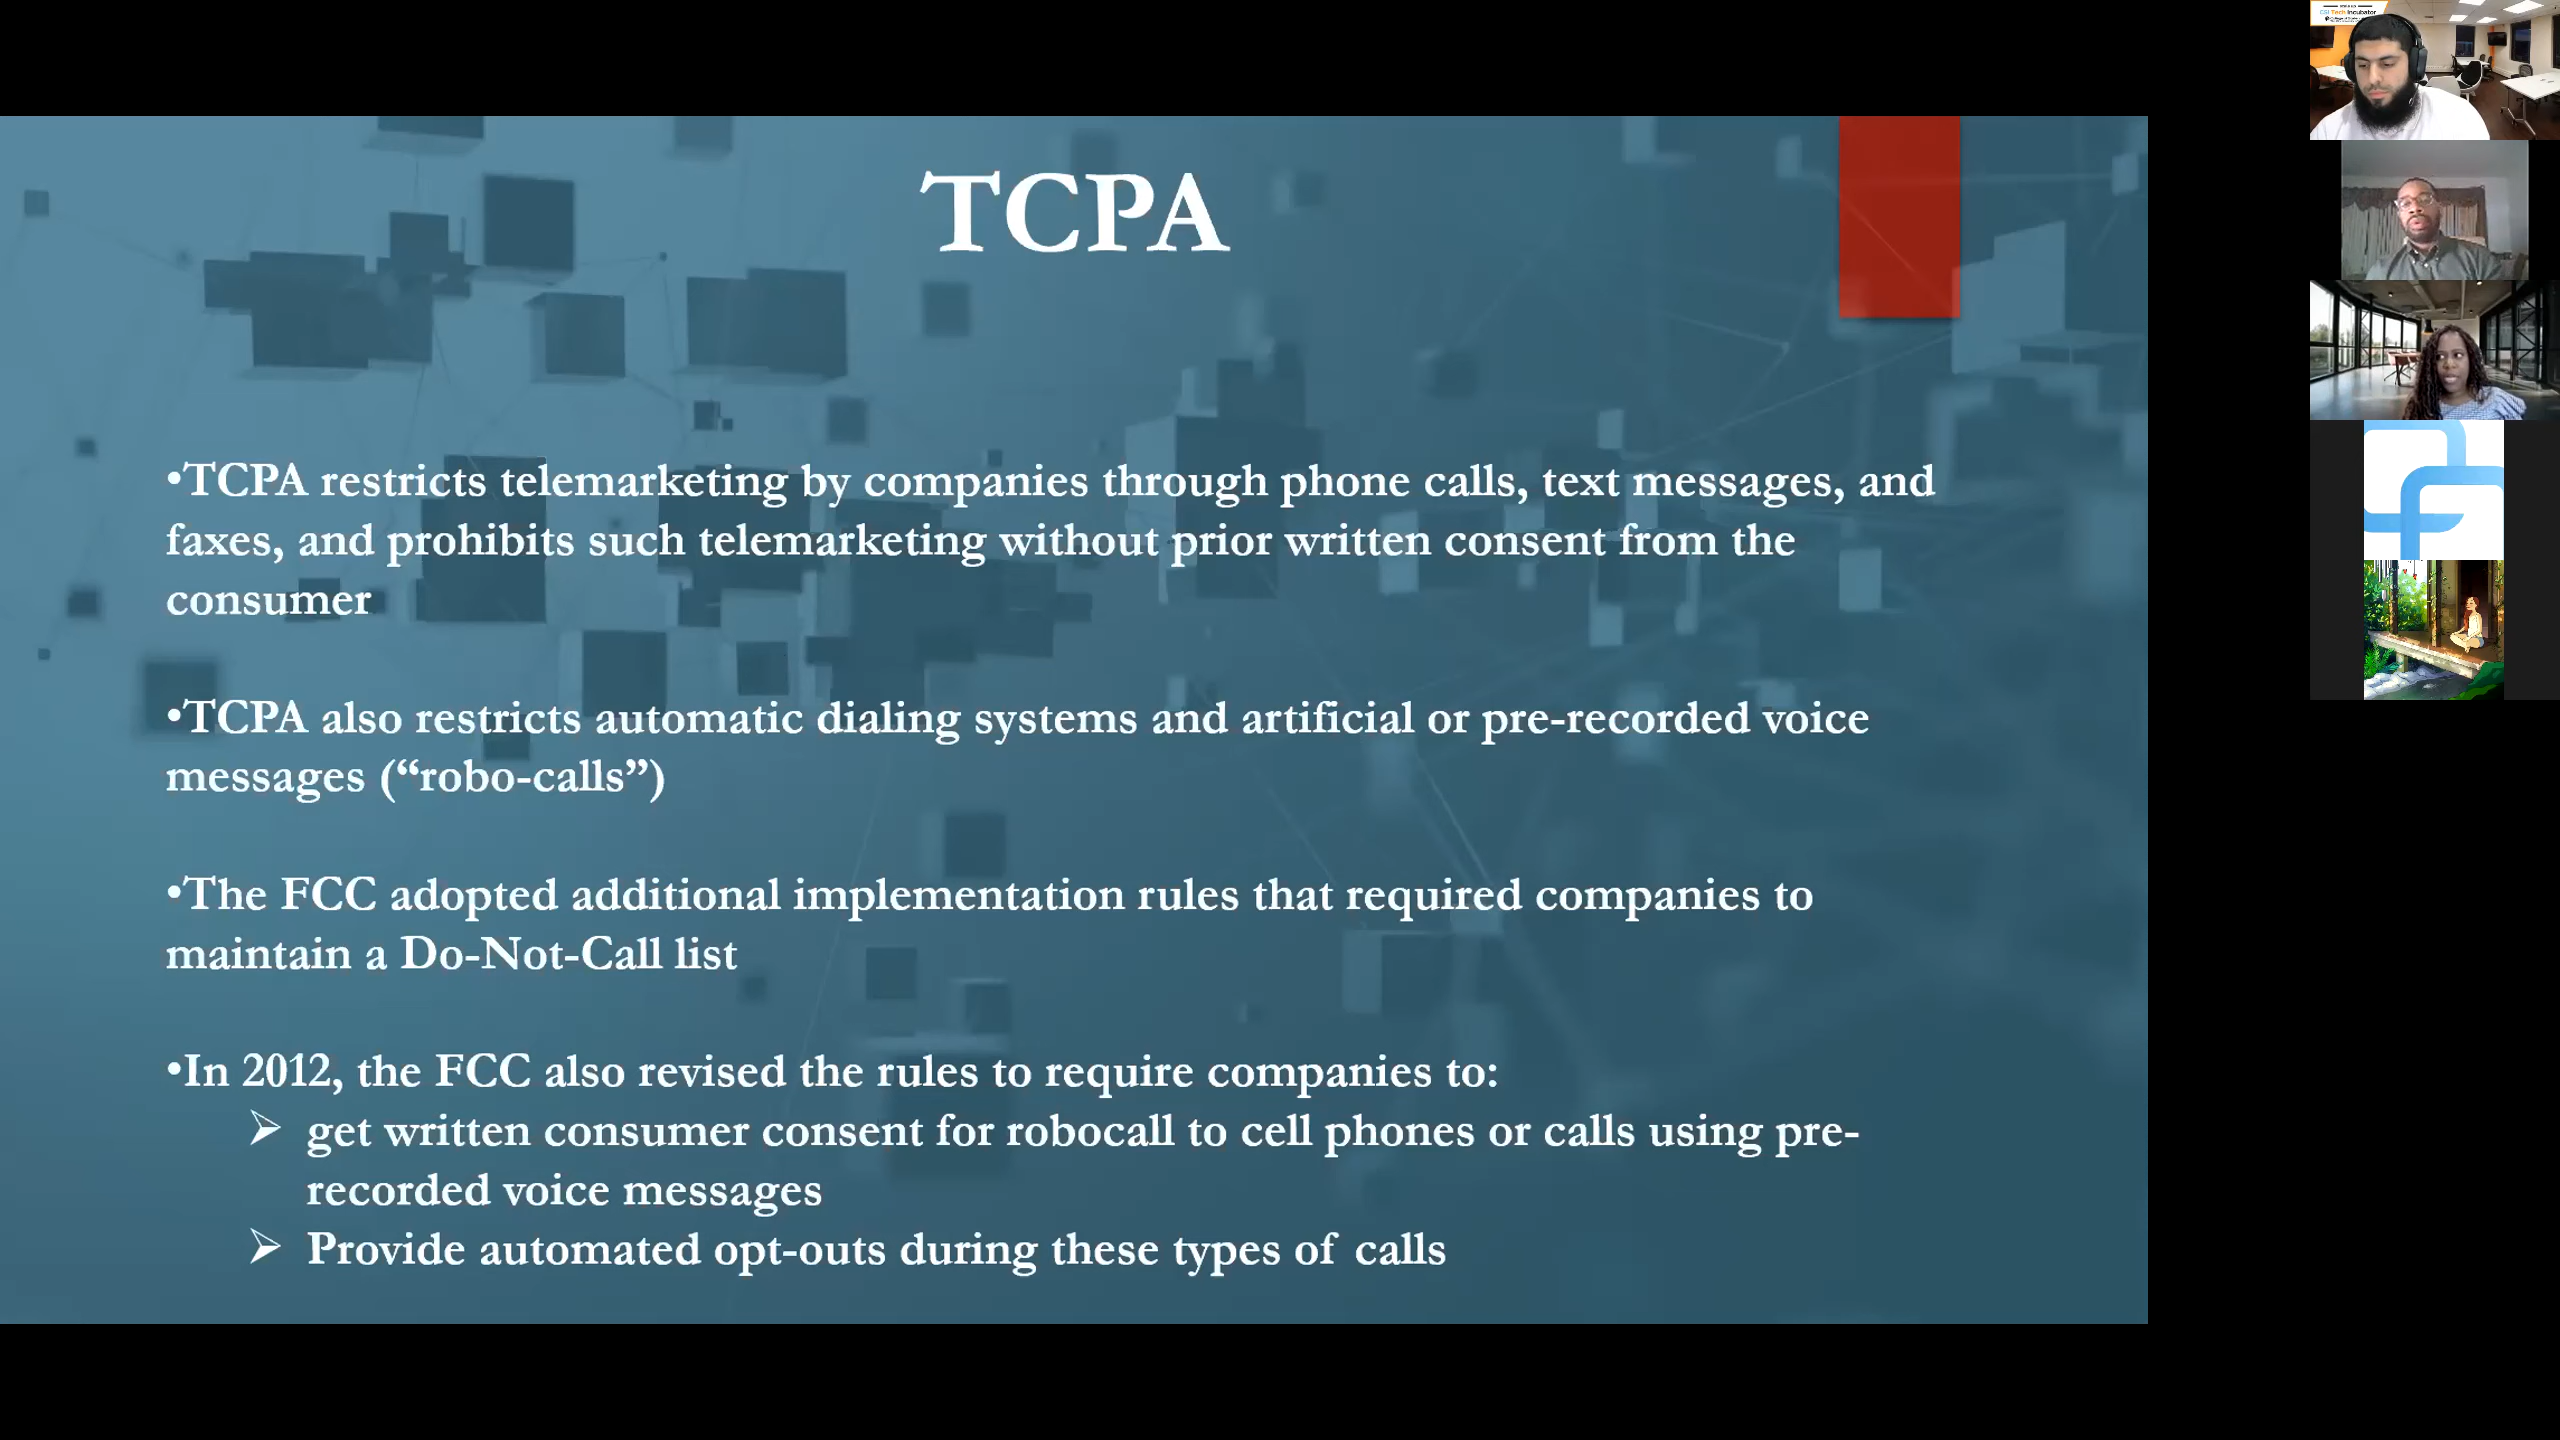 TCPA
•TCPA restricts telemarketing by companies through phone calls, text messages, and
faxes, and prohibits such telemarketing without prior written consent from the
consumer
•TCPA also restricts automatic dialing systems and artificial or pre-recorded voice
messages (“robo-calls”)
•The FCC adopted additional implementation rules that required companies to
maintain a Do-Not-Call list
•In 2012, the FCC also revised the rules to require companies to:
➢ get written consumer consent for robocall to cell phones or calls using pre-
recorded voice messages
➢ Provide automated opt-outs during these types of calls
CSI Tech Incubator